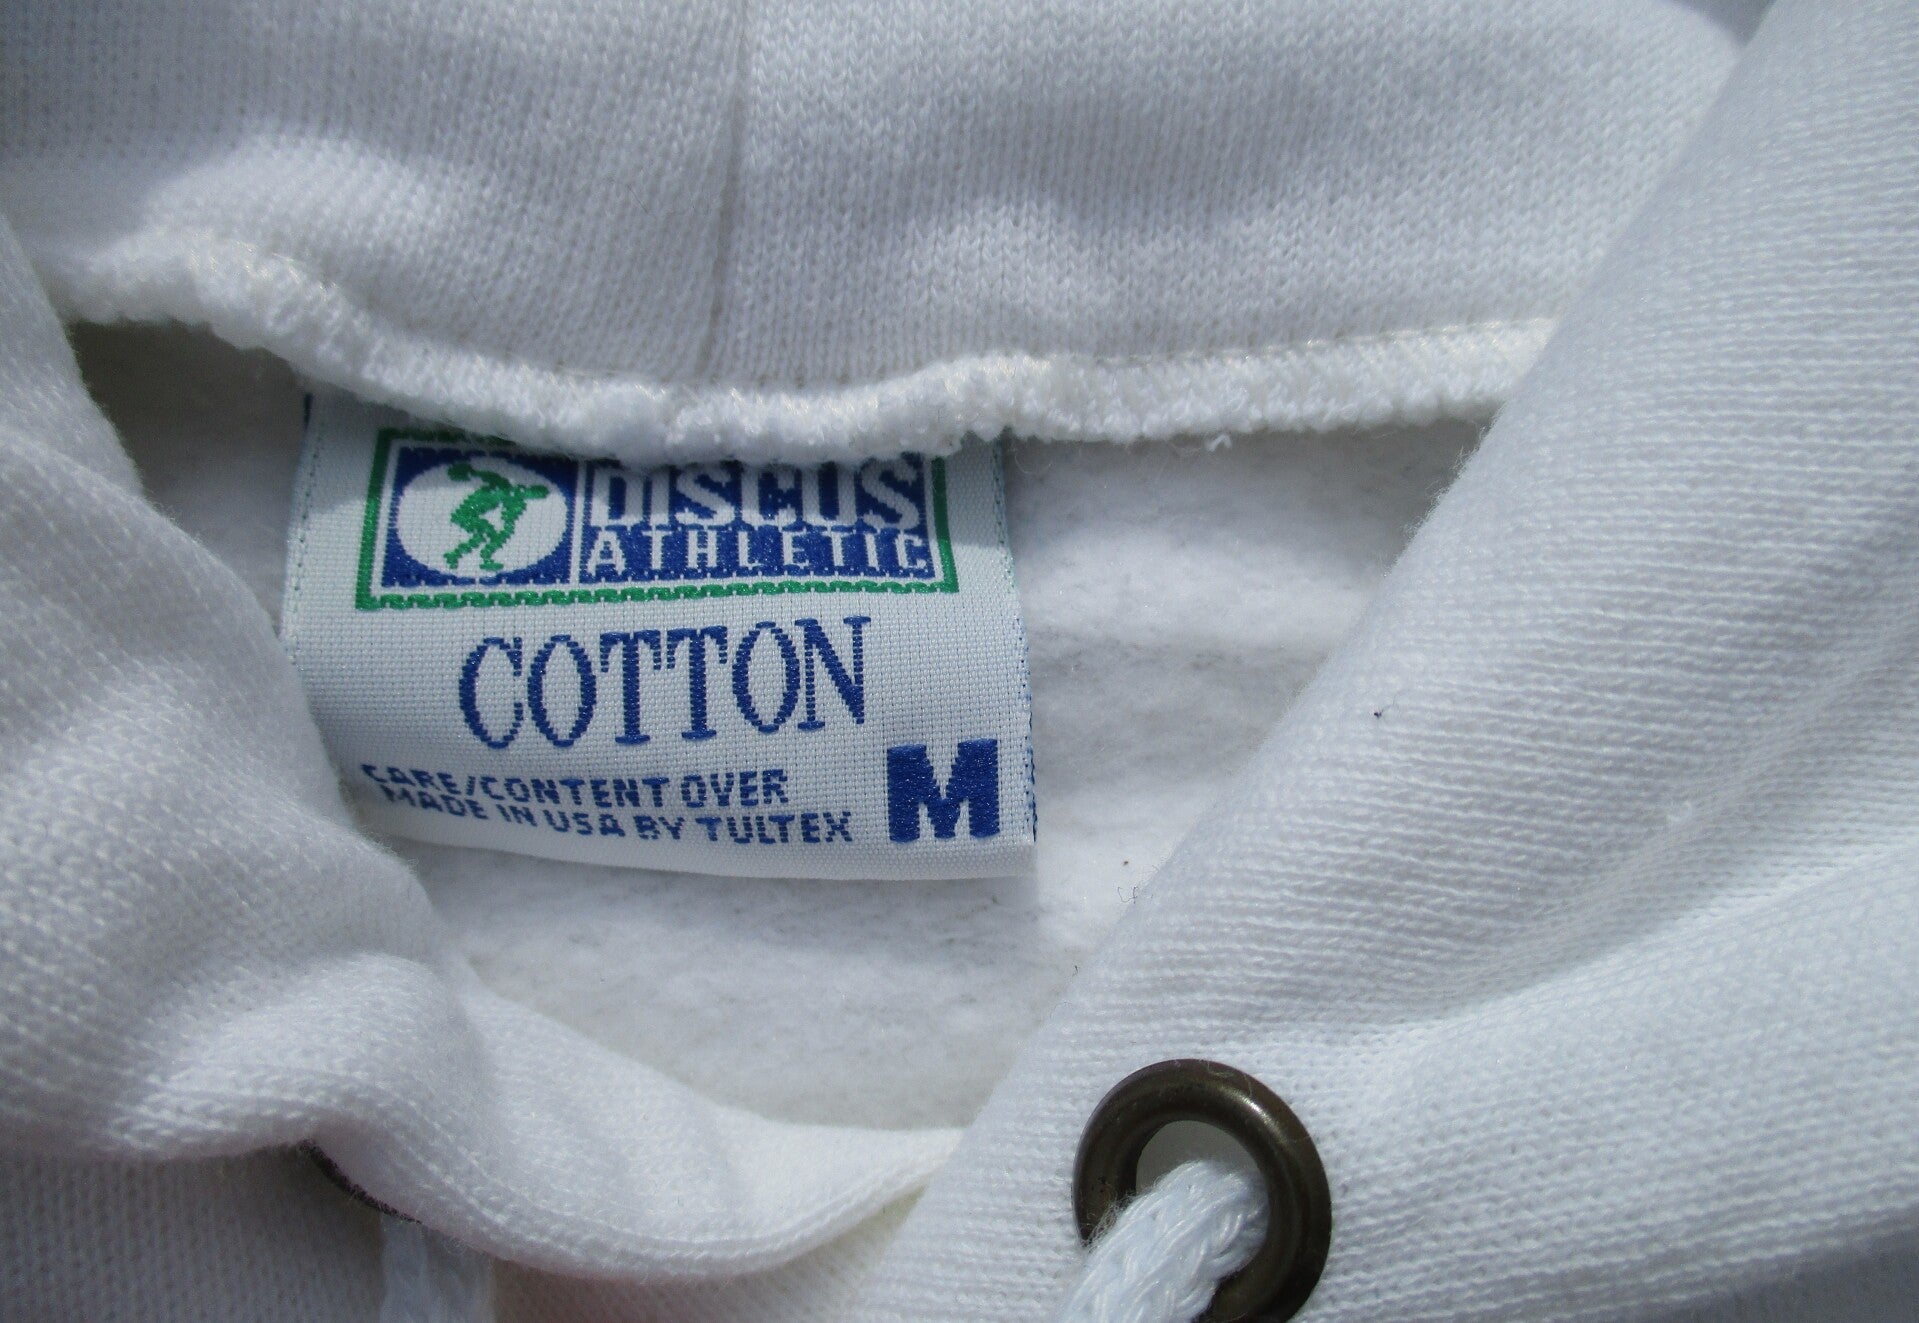 DISCUS
ATHLETIC
COTTON
CARE/CONTENT OVER
MADE IN USA BY TULTEX
M